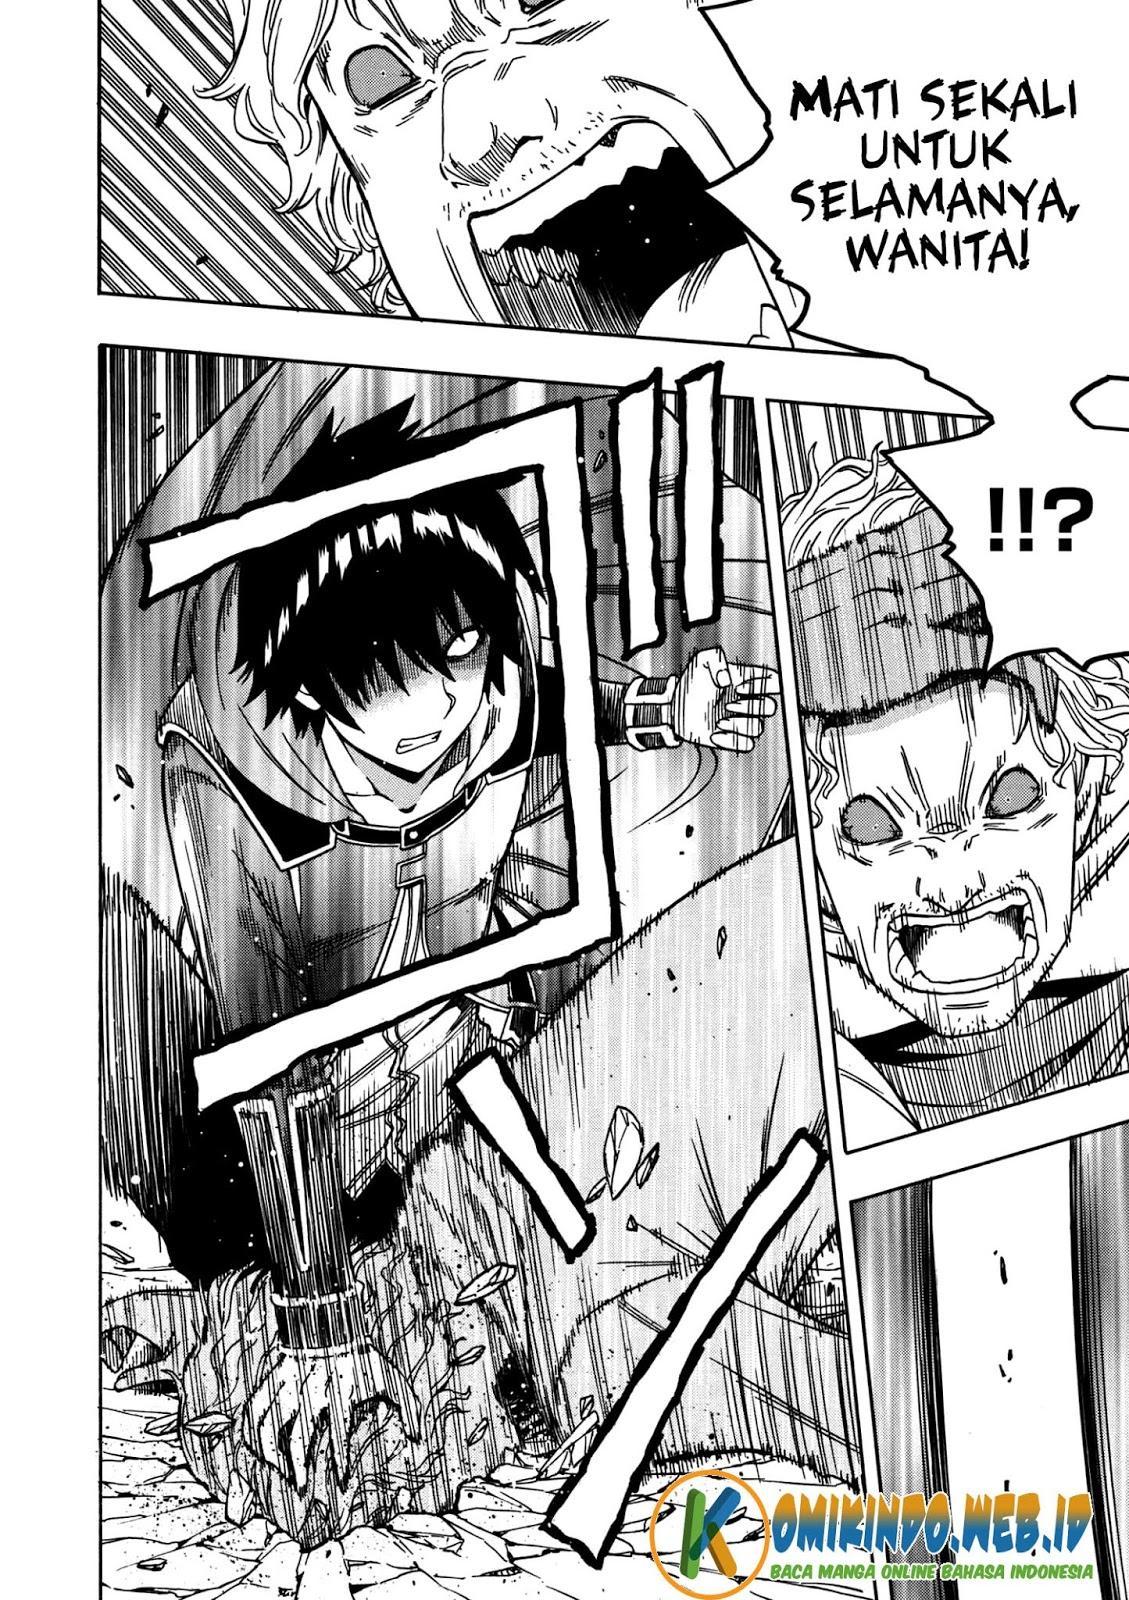 MATI SEKALI
UNTUK
SELAMANYA,
WANITA!
!!?
KOMIKINDO.WEB.ID
BACA MANGA ONLINE BAHASA INDONESIA